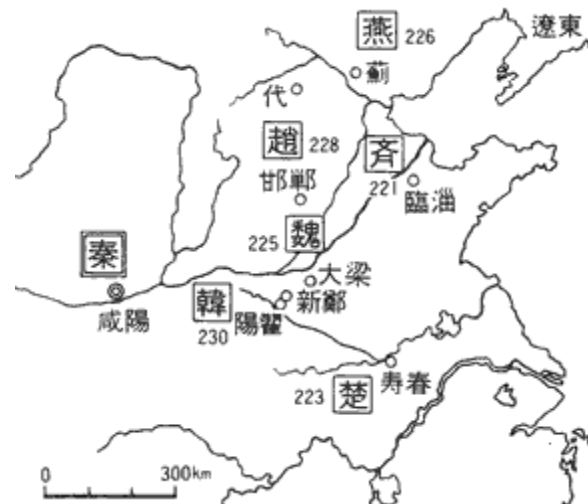 燕 226
遼東
薊
代
趙 228
斉
221
邯鄲
臨淄
魏
225
秦
咸陽
大梁
新鄭
韓 陽翟
230
寿春
223 楚
0 300km